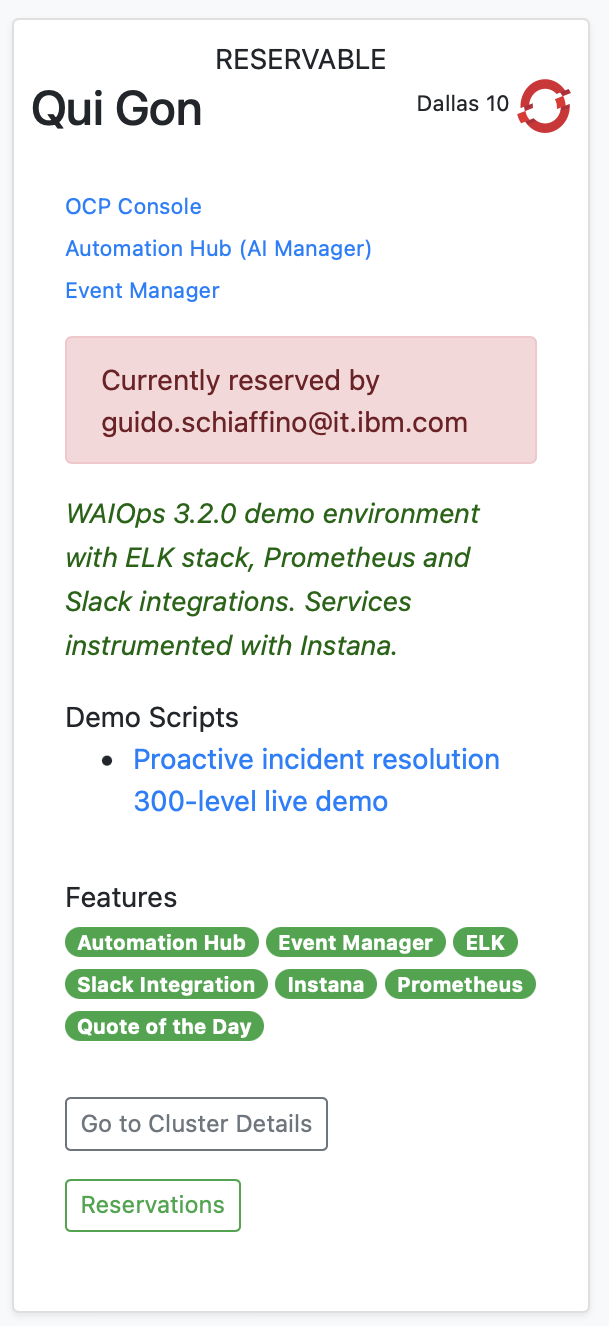 RESERVABLE
Qui Gon
Dallas 10
OCP Console
Automation Hub (AI Manager)
Event Manager
Currently reserved by
guido.schiaffino@it.ibm.com
WAIOps 3.2.0 demo environment
with ELK stack, Prometheus and
Slack integrations. Services
instrumented with Instana.
Demo Scripts
• Proactive incident resolution
300-level live demo
Features
Automation Hub Event Manager ELK
Slack Integration Instana Prometheus
Quote of the Day
Go to Cluster Details
Reservations